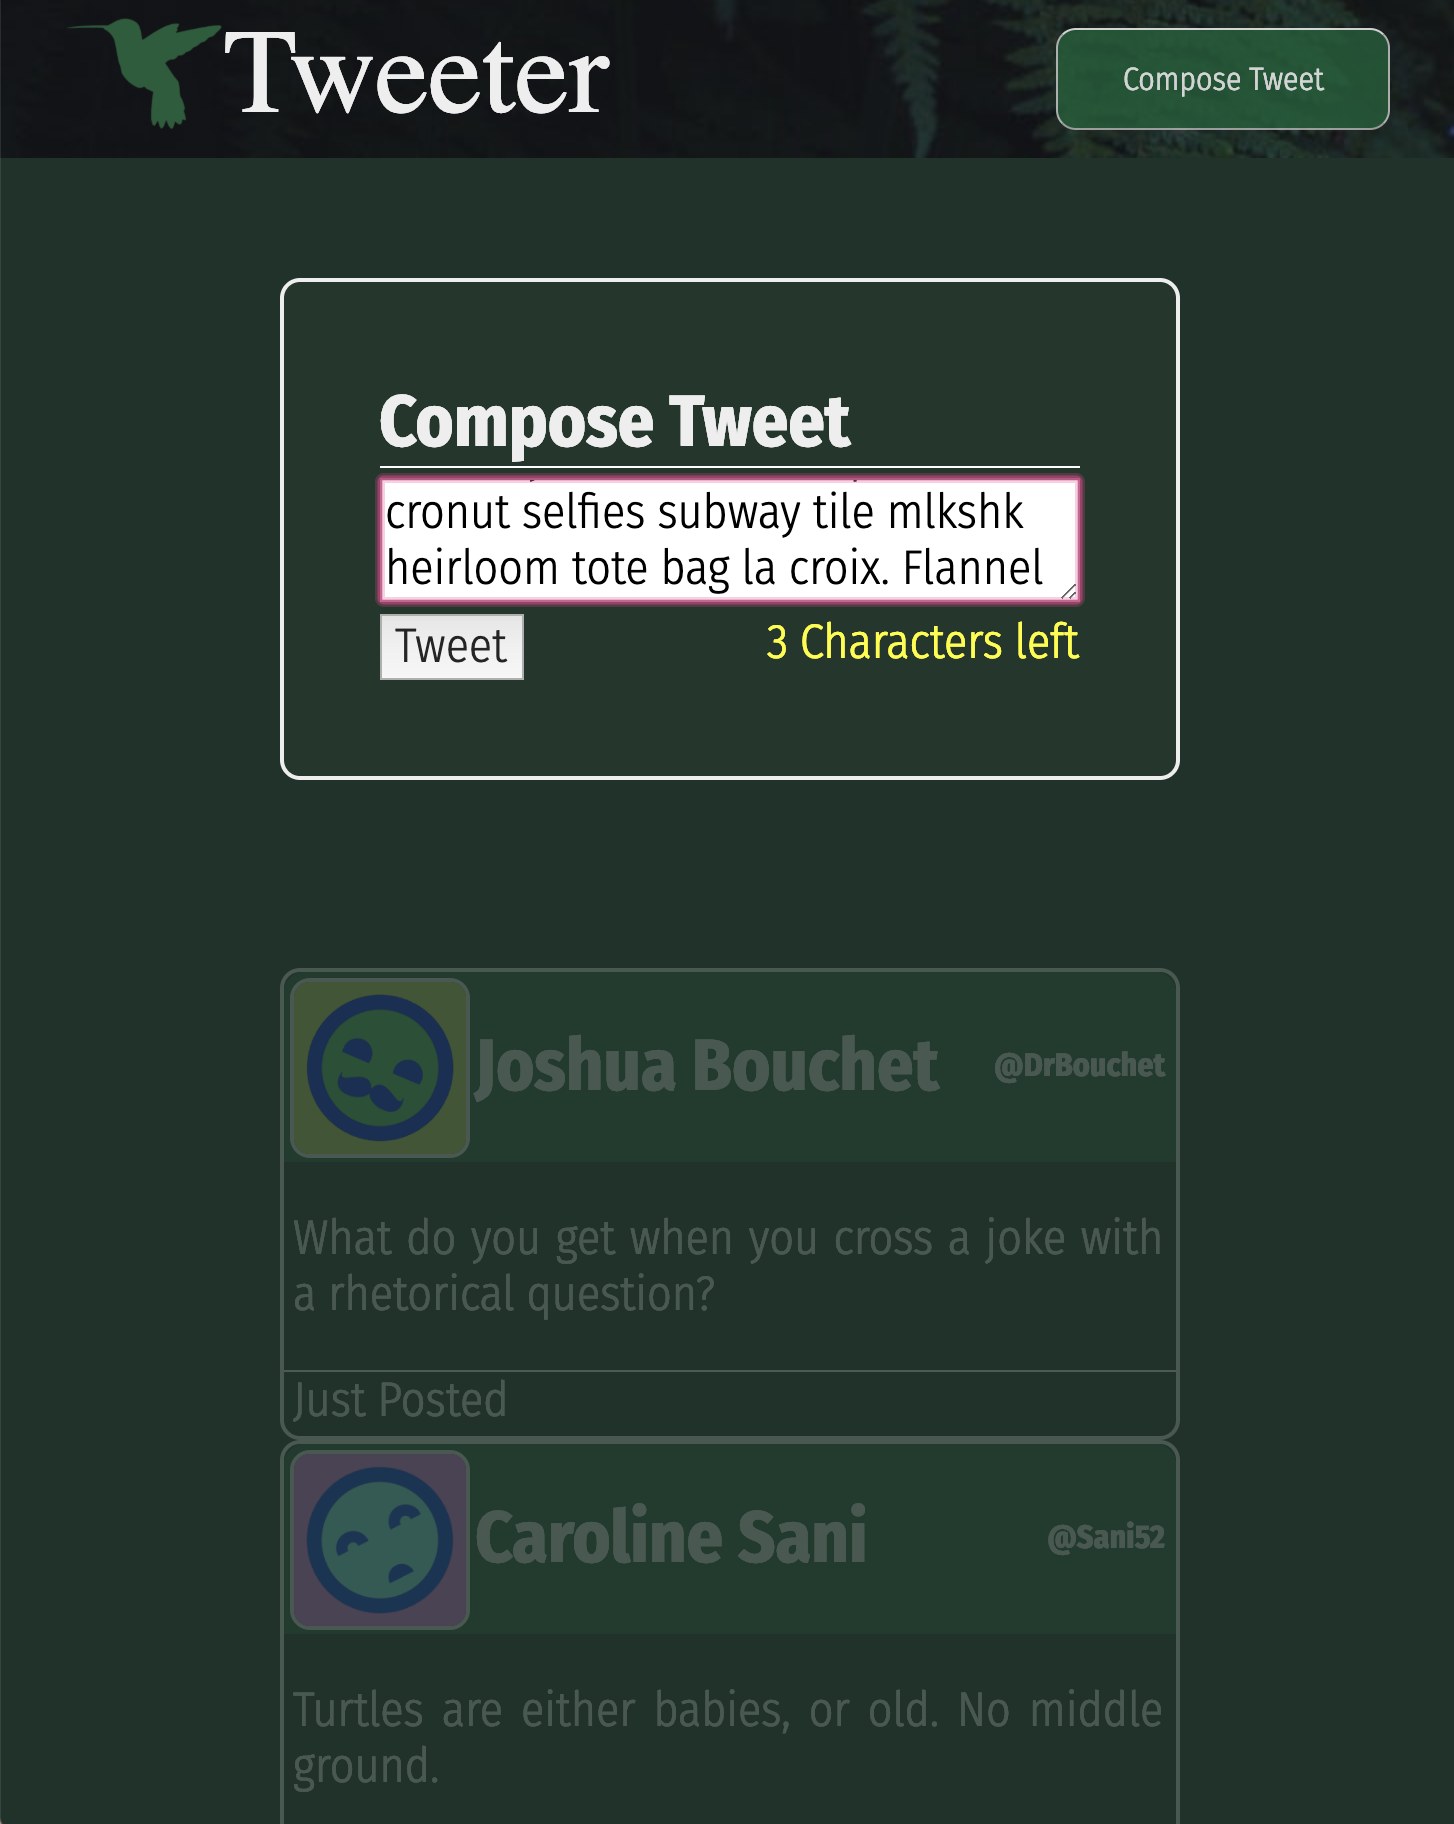 Tweeter
Compose Tweet
Compose Tweet
cronut selfies subway tile mlkshk
heirloom tote bag la croix. Flannel
Tweet
3 Characters left
Joshua Bouchet
@DrBouchet
What do you get when you cross a joke with
a rhetorical question?
Just Posted
Caroline Sani
@Sani52
Turtles are either babies, or old. No middle
ground.